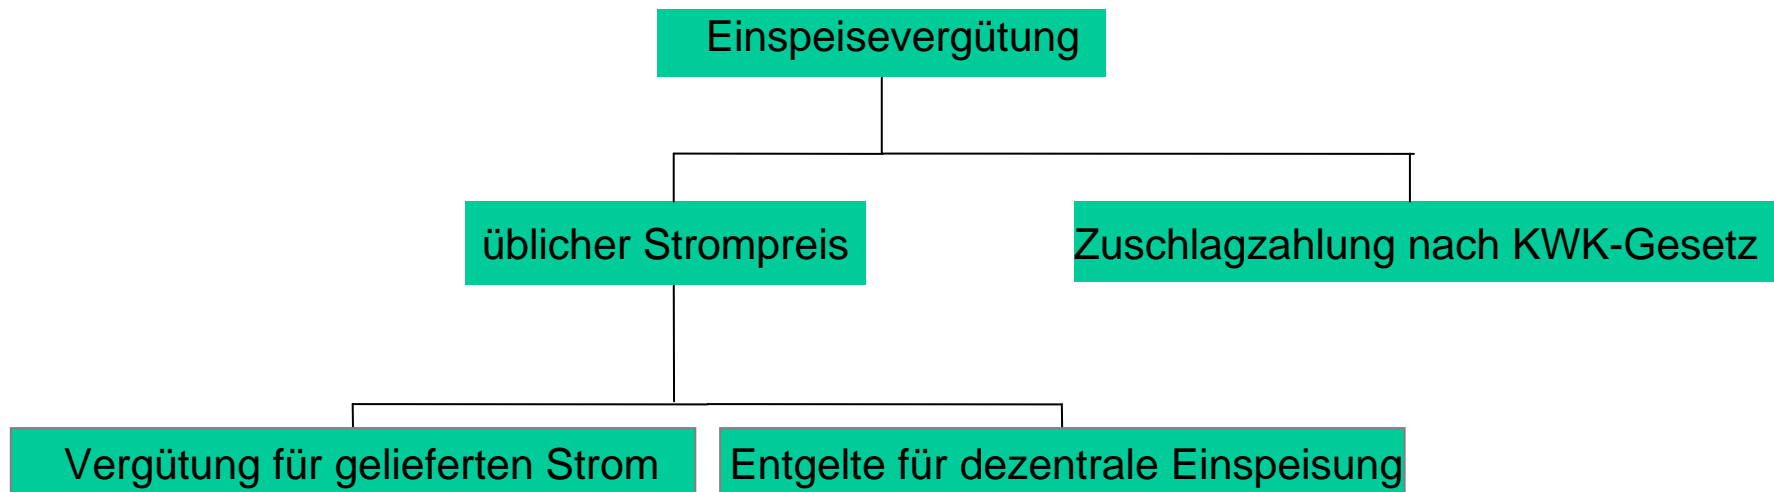 Einspeisevergütung
üblicher Strompreis
Zuschlagzahlung nach KWK-Gesetz
Vergütung für gelieferten Strom
Entgelte für dezentrale Einspeisung